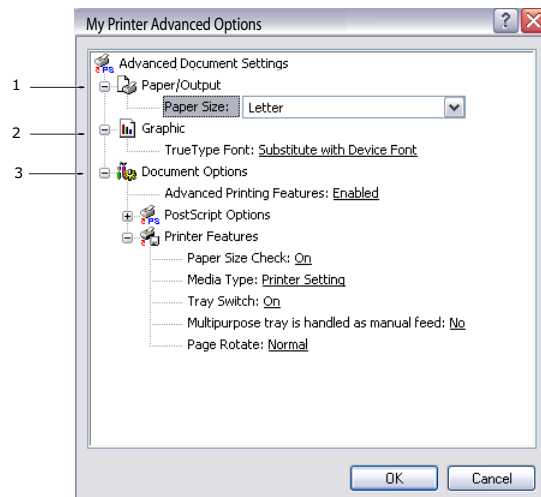 My Printer Advanced Options
?
X
Advanced Document Settings
PS
1
Paper/Output
Paper Size: Letter
2
Graphic
TrueType Font: Substitute with Device Font
3
Document Options
Advanced Printing Features: Enabled
PostScript Options
PS
Printer Features
Paper Size Check: On
Media Type: Printer Setting
Tray Switch: On
Multipurpose tray is handled as manual feed: No
Page Rotate: Normal
OK
Cancel